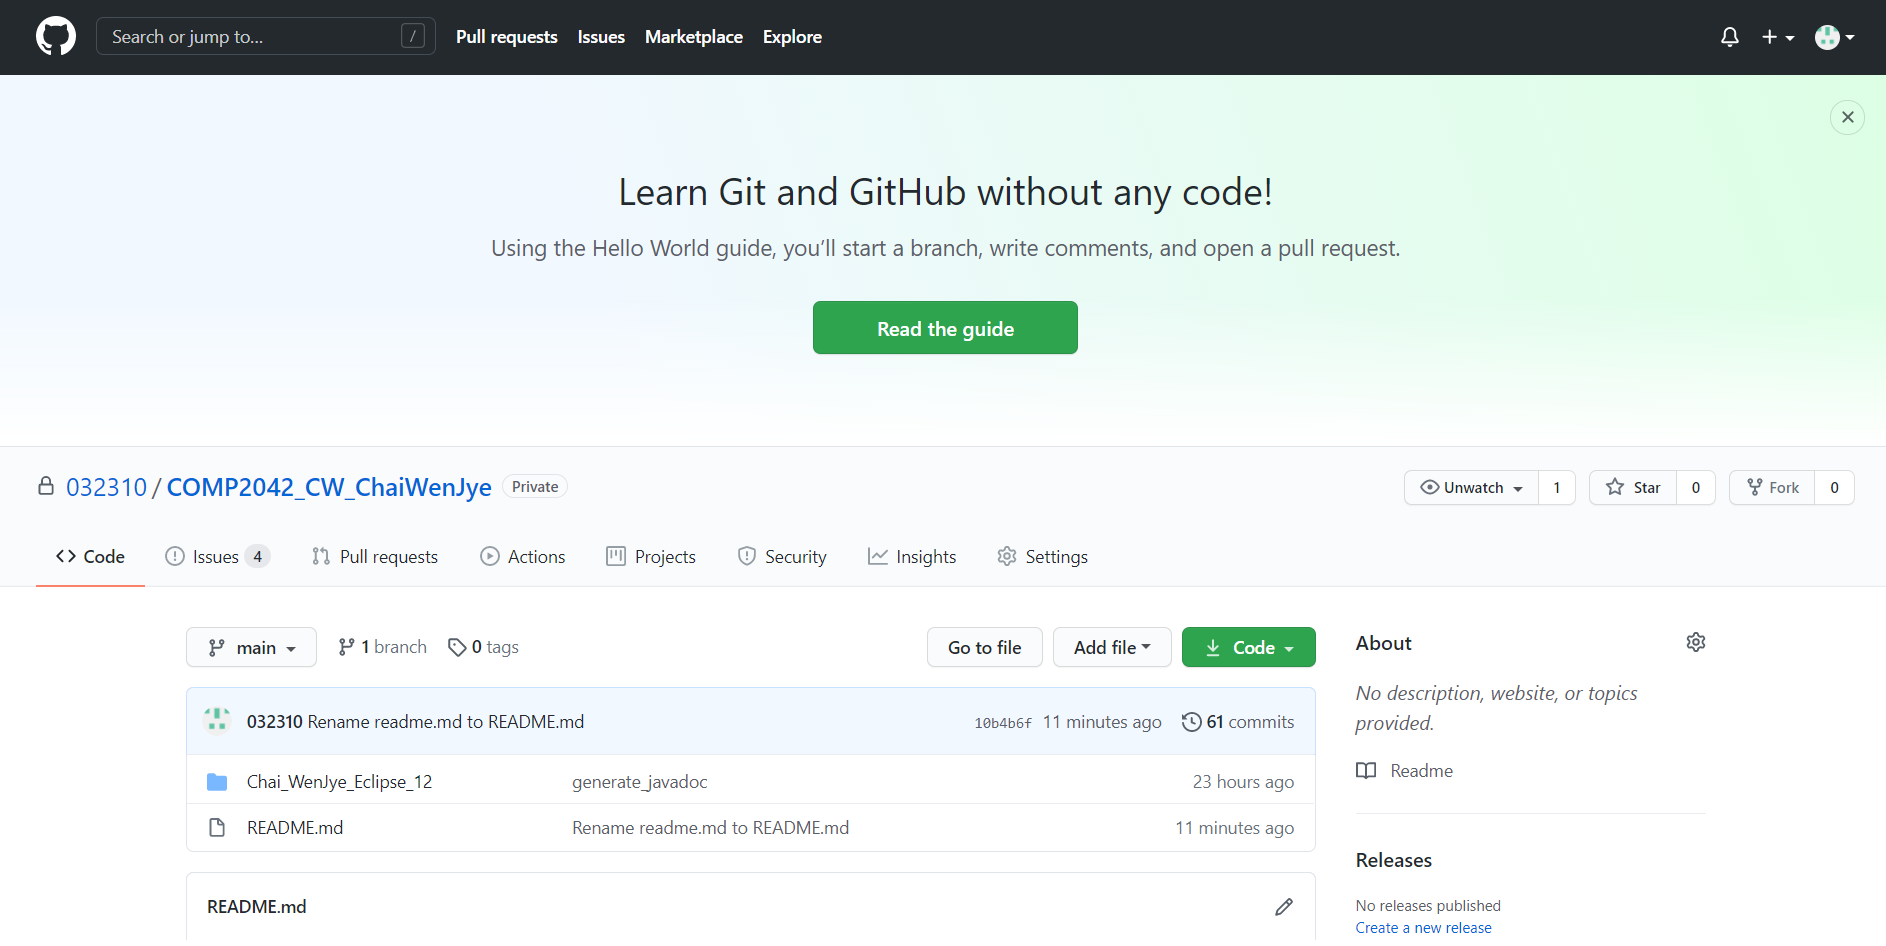 Search or jump to... /
Pull requests Issues Marketplace Explore
Learn Git and GitHub without any code!
Using the Hello World guide, you’ll start a branch, write comments, and open a pull request.
Read the guide
032310 / COMP2042_CW_ChaiWenJye Private
Unwatch 1 Star 0 Fork 0
Code Issues 4 Pull requests Actions Projects Security Insights Settings
main 1 branch 0 tags Go to file Add file Code
032310 Rename readme.md to README.md 10b4b6f 11 minutes ago 61 commits
Chai_WenJye_Eclipse_12 generate_javadoc 23 hours ago
README.md Rename readme.md to README.md 11 minutes ago
README.md
About
No description, website, or topics
provided.
Readme
Releases
No releases published
Create a new release